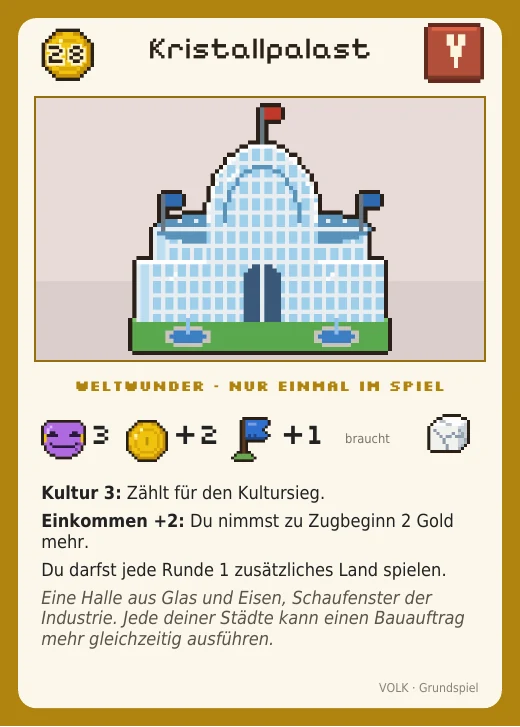 28
Kristallpalast
Y
WELTWUNDER - NUR EINMAL IM SPIEL
3 +2 +1 braucht
Kultur 3: Zählt für den Kultursieg.
Einkommen +2: Du nimmst zu Zugbeginn 2 Gold
mehr.
Du darfst jede Runde 1 zusätzliches Land spielen.
Eine Halle aus Glas und Eisen, Schaufenster der
Industrie. Jede deiner Städte kann einen Bauauftrag
mehr gleichzeitig ausführen.
VOLK · Grundspiel